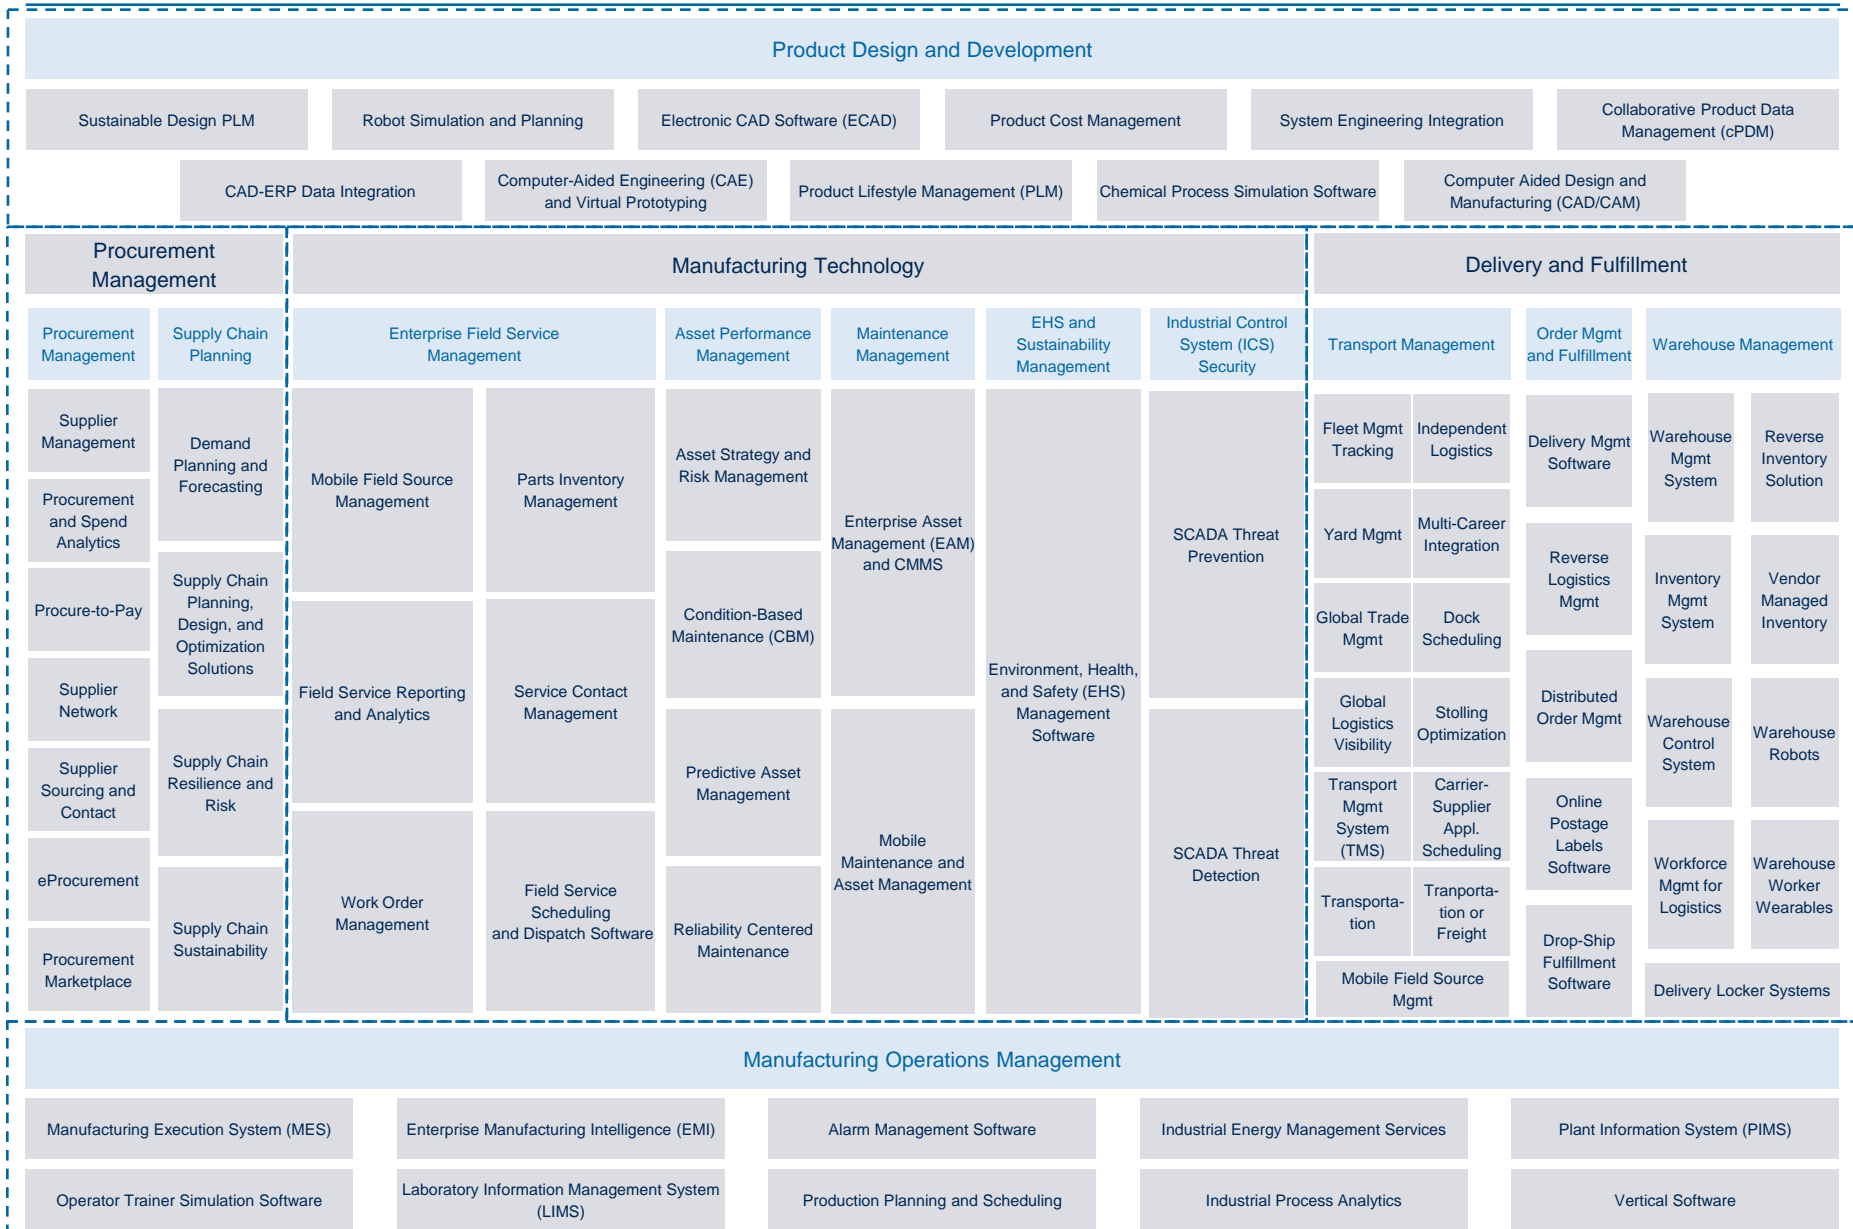 Product Design and Development
Sustainable Design PLM
Robot Simulation and Planning
Electronic CAD Software (ECAD)
Product Cost Management
System Engineering Integration
Collaborative Product Data
Management (cPDM)
CAD-ERP Data Integration
Computer-Aided Engineering (CAE)
and Virtual Prototyping
Product Lifestyle Management (PLM)
Chemical Process Simulation Software
Computer Aided Design and
Manufacturing (CAD/CAM)
Procurement
Management
Manufacturing Technology
Delivery and Fulfillment
Procurement
Management
Supply Chain
Planning
Enterprise Field Service
Management
Asset Performance
Management
Maintenance
Management
EHS and
Sustainability
Management
Industrial Control
System (ICS)
Security
Transport Management
Order Mgmt
and Fulfillment
Warehouse Management
Supplier
Management
Procurement
and Spend
Analytics
Procure-to-Pay
Supplier
Network
Supplier
Sourcing and
Contact
eProcurement
Procurement
Marketplace
Demand
Planning and
Forecasting
Supply Chain
Planning,
Design, and
Optimization
Solutions
Supply Chain
Resilience and
Risk
Supply Chain
Sustainability
Mobile Field Source
Management
Field Service Reporting
and Analytics
Work Order
Management
Parts Inventory
Management
Service Contact
Management
Field Service
Scheduling
and Dispatch Software
Asset Strategy and
Risk Management
Condition-Based
Maintenance (CBM)
Predictive Asset
Management
Reliability Centered
Maintenance
Enterprise Asset
Management (EAM)
and CMMS
Mobile
Maintenance and
Asset Management
Environment, Health,
and Safety (EHS)
Management
Software
SCADA Threat
Prevention
SCADA Threat
Detection
Fleet Mgmt
Tracking
Independent
Logistics
Yard Mgmt
Multi-Career
Integration
Global Trade
Mgmt
Dock
Scheduling
Global
Logistics
Visibility
Stolling
Optimization
Transport
Mgmt
System
(TMS)
Carrier-
Supplier
Appl.
Scheduling
Transporta-
tion
Tranporta-
tion or
Freight
Mobile Field Source
Mgmt
Delivery Mgmt
Software
Reverse
Logistics
Mgmt
Distributed
Order Mgmt
Online
Postage
Labels
Software
Drop-Ship
Fulfillment
Software
Warehouse
Mgmt
System
Reverse
Inventory
Solution
Inventory
Mgmt
System
Vendor
Managed
Inventory
Warehouse
Control
System
Warehouse
Robots
Workforce
Mgmt for
Logistics
Warehouse
Worker
Wearables
Delivery Locker Systems
Manufacturing Operations Management
Manufacturing Execution System (MES)
Enterprise Manufacturing Intelligence (EMI)
Alarm Management Software
Industrial Energy Management Services
Plant Information System (PIMS)
Operator Trainer Simulation Software
Laboratory Information Management System
(LIMS)
Production Planning and Scheduling
Industrial Process Analytics
Vertical Software